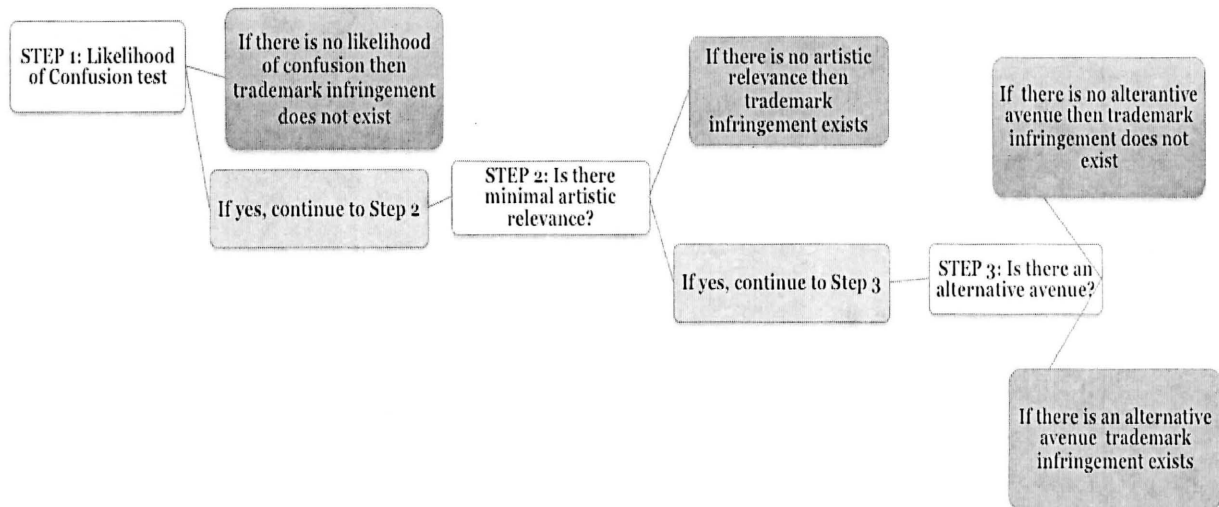 STEP 1: Likelihood
of Confusion test
If there is no likelihood
of confusion then
trademark infringement
does not exist
If yes, continue to Step 2
STEP 2: Is there
minimal artistic
relevance?
If there is no artistic
relevance then
trademark
infringement exists
If yes, continue to Step 3
STEP 3: Is there an
alternative avenue?
If there is no alterantive
avenue then trademark
infringement does not
exist
If there is an alternative
avenue trademark
infringement exists